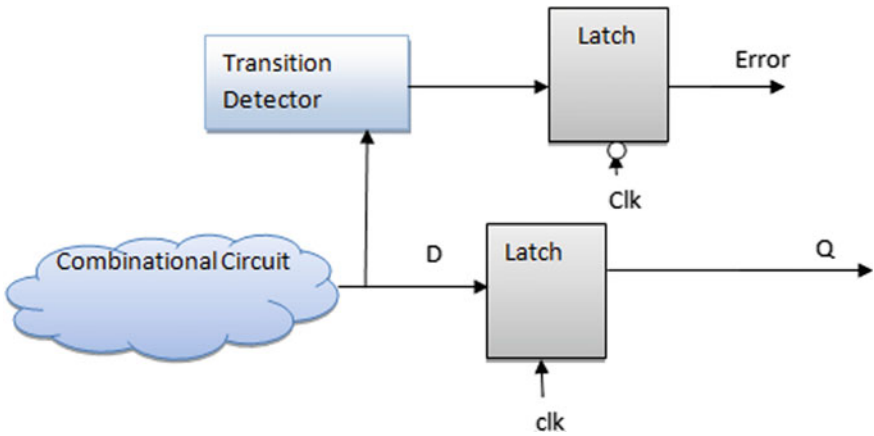 Transition
Detector
Latch
Error
Clk
Combinational Circuit
D
Latch
Q
clk